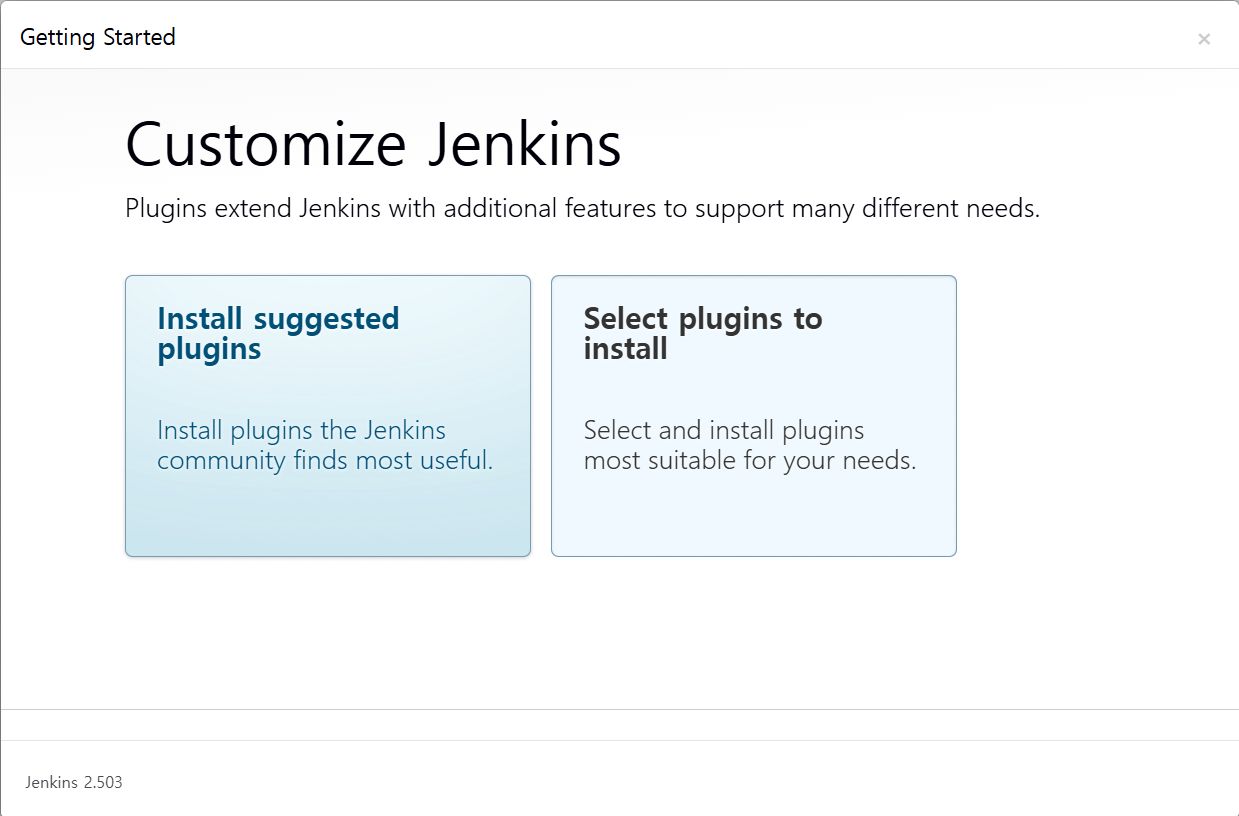 Getting Started
×
Customize Jenkins
Plugins extend Jenkins with additional features to support many different needs.
Install suggested
plugins
Install plugins the Jenkins
community finds most useful.
Select plugins to
install
Select and install plugins
most suitable for your needs.
Jenkins 2.503